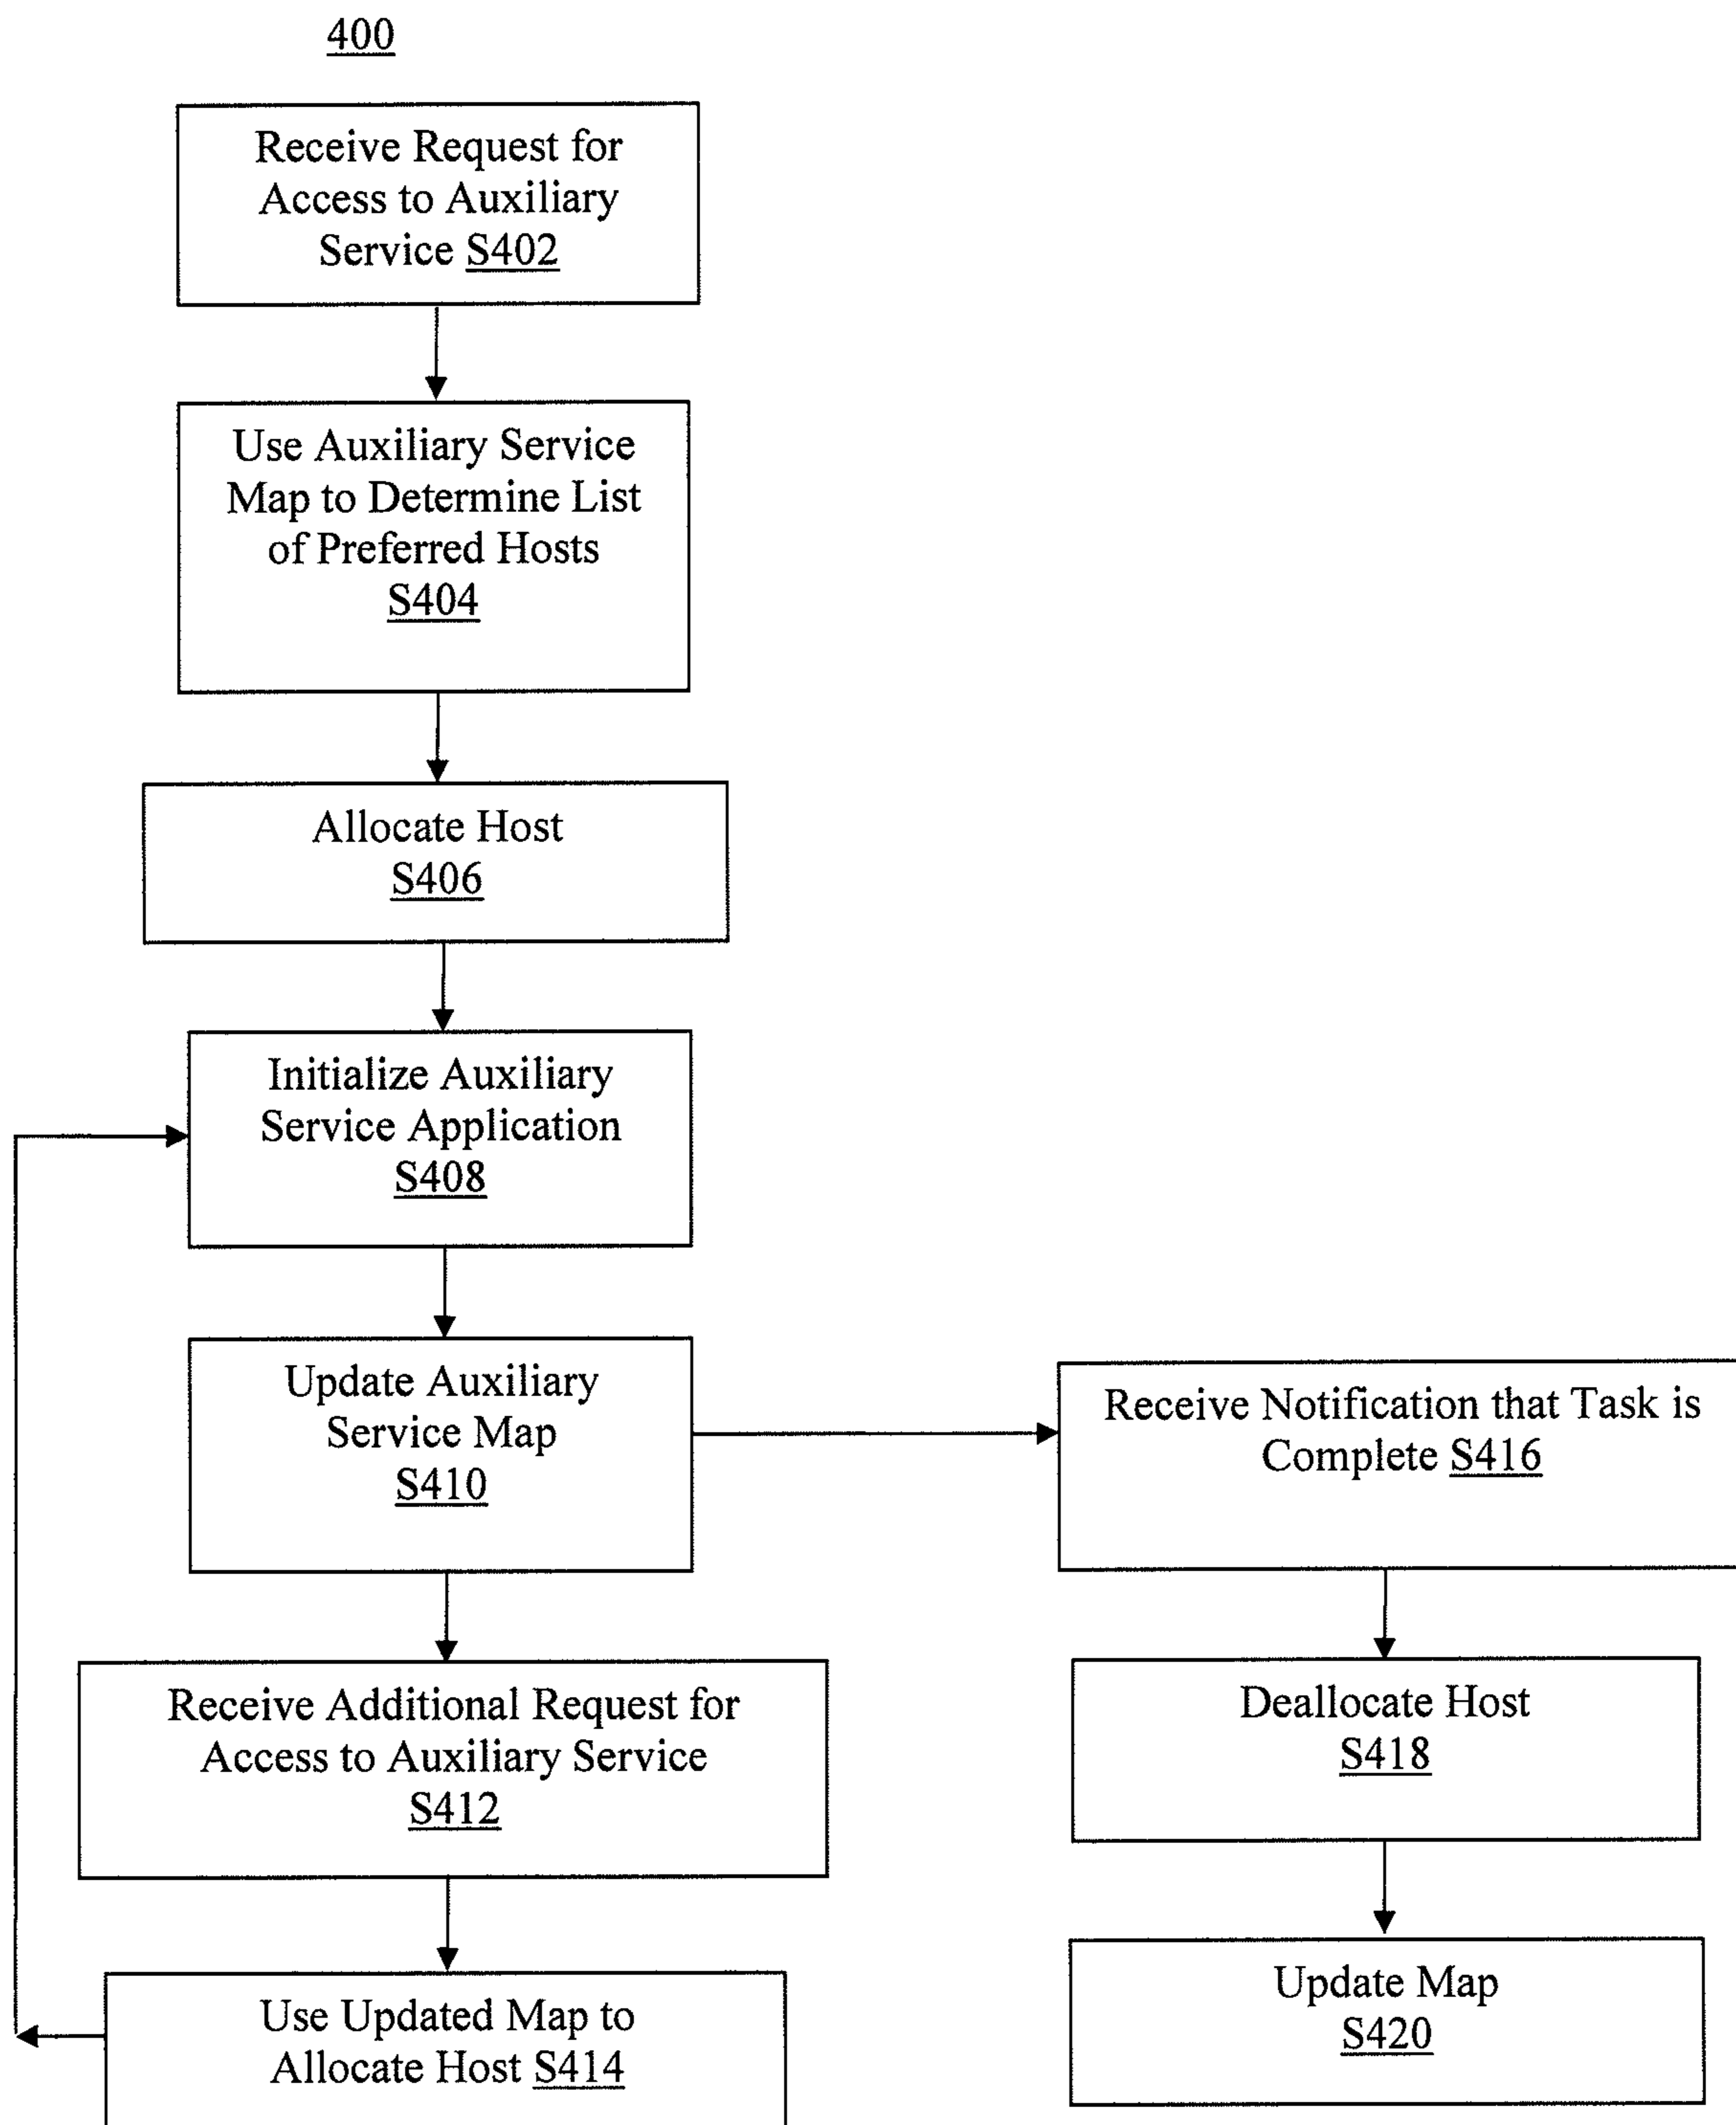 400
Receive Request for
Access to Auxiliary
Service S402
Use Auxiliary Service
Map to Determine List
of Preferred Hosts
S404
Allocate Host
S406
Initialize Auxiliary
Service Application
S408
Update Auxiliary
Service Map
S410
Receive Notification that Task is
Complete S416
Receive Additional Request for
Access to Auxiliary Service
S412
Deallocate Host
S418
Use Updated Map to
Allocate Host S414
Update Map
S420